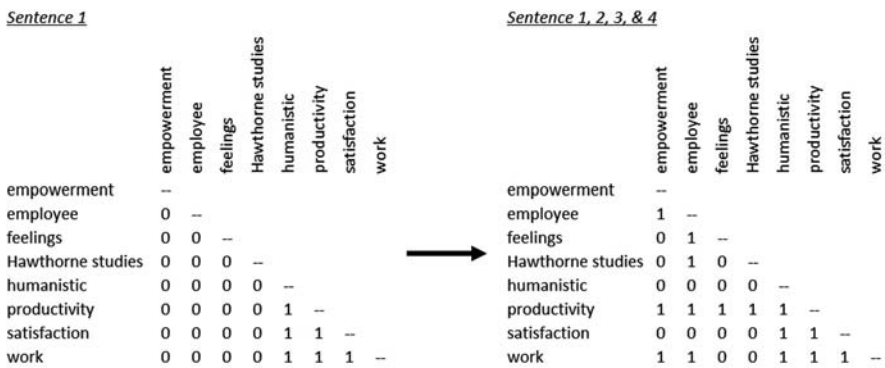 Sentence 1
empowerment employee feelings Hawthorne studies humanistic productivity satisfaction work
empowerment --
employee 0 --
feelings 0 0 --
Hawthorne studies 0 0 0 --
humanistic 0 0 0 0 --
productivity 0 0 0 0 1 --
satisfaction 0 0 0 0 1 1 --
work 0 0 0 0 1 1 1 --
Sentence 1, 2, 3, & 4
empowerment employee feelings Hawthorne studies humanistic productivity satisfaction work
empowerment --
employee 1 --
feelings 0 1 --
Hawthorne studies 0 1 0 --
humanistic 0 0 0 0 --
productivity 1 1 1 1 1 --
satisfaction 0 0 0 0 1 1 --
work 1 1 0 0 1 1 1 --